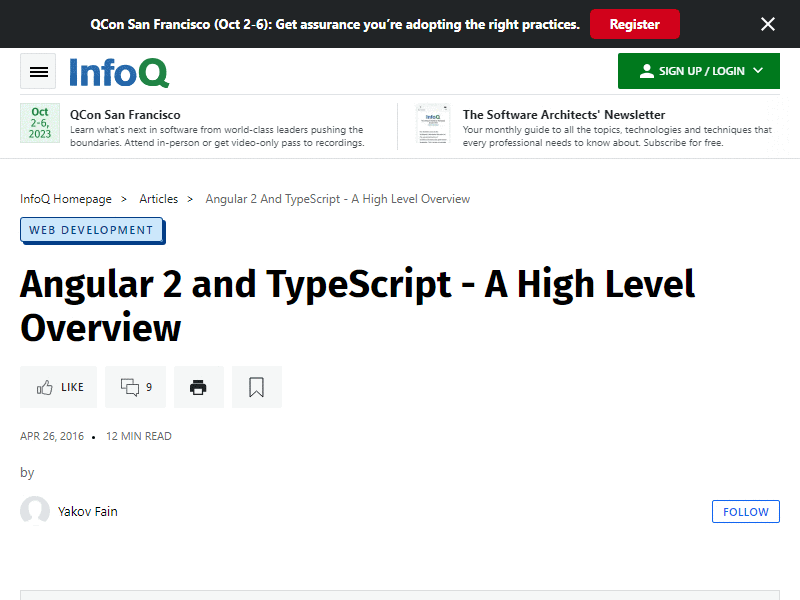 QCon San Francisco (Oct 2-6): Get assurance you’re adopting the right practices.
Register
InfoQ
SIGN UP / LOGIN
Oct
2-6,
2023
QCon San Francisco
Learn what's next in software from world-class leaders pushing the
boundaries. Attend in-person or get video-only pass to recordings.
InfoQ
The Software Architects' Newsletter
Your monthly guide to all the topics, technologies and techniques that
every professional needs to know about. Subscribe for free.
InfoQ Homepage > Articles > Angular 2 And TypeScript - A High Level Overview
WEB DEVELOPMENT
Angular 2 and TypeScript - A High Level
Overview
LIKE
9
APR 26, 2016 • 12 MIN READ
by
Yakov Fain
FOLLOW